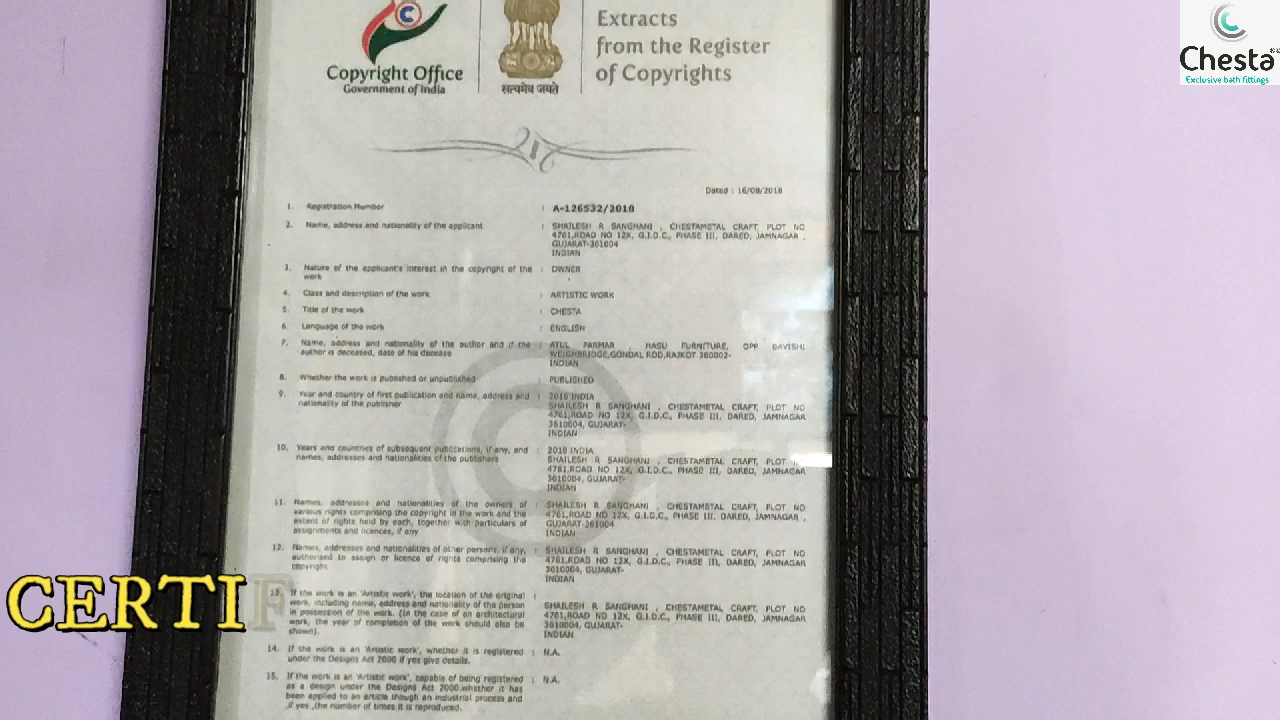 Extracts
from the Register
of Copyrights
Copyright Office
Government of India
सत्यमेव जयते
Chesta
Exclusive bath fittings
Dated : 16/08/2018
1. Registration Number : A-126532/2018
2. Name, address and nationality of the applicant : SHAILESH R SANGHANI , CHESTAMETAL CRAFT, PLOT NO
4761,ROAD NO 12X, G.I.D.C., PHASE III, DARED, JAMNAGAR ,
GUJARAT-361004
INDIAN
3. Nature of the applicant's interest in the copyright of the : OWNER
work
4. Class and description of the work : ARTISTIC WORK
5. Title of the work : CHESTA
6. Language of the work : ENGLISH
7. Name, address and nationality of the author and if the : ATUL PARMAR , MASU FURNITURE, OPP BAVISHI
author is deceased, date of his decease WEIGHBRIDGE,GONDAL ROD,RAJKOT 360002-
INDIAN
8. Whether the work is published or unpublished : PUBLISHED
9. Year and country of first publication and name, address and : 2016 INDIA
nationality of the publisher SHAILESH R SANGHANI , CHESTAMETAL CRAFT, PLOT NO
4761,ROAD NO 12X, G.I.D.C., PHASE III, DARED, JAMNAGAR
3610004, GUJARAT-
INDIAN
10. Years and countries of subsequent publications, if any, and : 2018 INDIA
names, addresses and nationalities of the publishers SHAILESH R SANGHANI , CHESTAMETAL CRAFT, PLOT
4761,ROAD NO 12X, G.I.D.C., PHASE III, DARED, JAMNAGAR
3610004, GUJARAT-
INDIAN
11. Names, addresses and nationalities of the owners of : SHAILESH R SANGHANI , CHESTAMETAL CRAFT, PLOT NO
various rights comprising the copyright in the work and the 4761,ROAD NO 12X, G.I.D.C., PHASE III, DARED, JAMNAGAR ,
extent of rights held by each, together with particulars of GUJARAT-361004
assignments and licences, if any INDIAN
12. Names, addresses and nationalities of other persons, if any, : SHAILESH R SANGHANI , CHESTAMETAL CRAFT, PLOT NO
authorised to assign or licence of rights comprising the 4761,ROAD NO 12X, G.I.D.C., PHASE III, DARED, JAMNAGAR
copyright 3610004, GUJARAT-
INDIAN
CERTIF
13. If the work is an 'Artistic work', the location of the original :
work, including name, address and nationality of the person SHAILESH R SANGHANI , CHESTAMETAL CRAFT, PLOT NO
in possession of the work. (In the case of an architectural 4761,ROAD NO 12X, G.I.D.C., PHASE III, DARED, JAMNAGAR
work, the year of completion of the work should also be 3610004, GUJARAT-
shown). INDIAN
14. If the work is an 'Artistic work', whether it is registered : N.A.
under the Designs Act 2000 if yes give details.
15. If the work is an 'Artistic work', capable of being registered : N.A.
as a design under the Designs Act 2000.whether it has
been applied to an article though an industrial process and
,if yes ,the number of times it is reproduced.